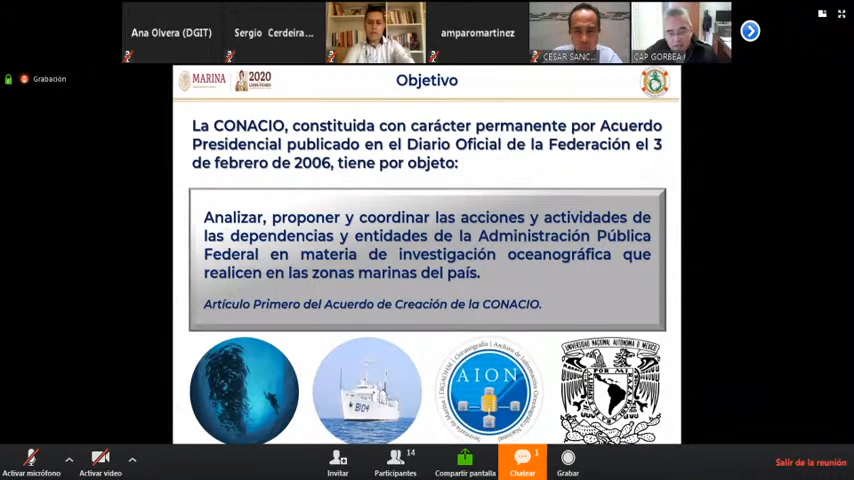 Ana Olvera (DGIT)
Sergio Cerdeira...
amparomartinez
CESAR SANC...
CAP GORBEA
Grabación
MARINA
2020
Objetivo
La CONACIO, constituida con carácter permanente por Acuerdo
Presidencial publicado en el Diario Oficial de la Federación el 3
de febrero de 2006, tiene por objeto:
Analizar, proponer y coordinar las acciones y actividades de
las dependencias y entidades de la Administración Pública
Federal en materia de investigación oceanográfica que
realicen en las zonas marinas del país.
Artículo Primero del Acuerdo de Creación de la CONACIO.
BI04
AION
UNIVERSIDAD NACIONAL AUTONOMA DE MEXICO
POR MI
Activar micrófono
Activar video
Invitar
14
Participantes
Compartir pantalla
1
Chatear
Grabar
Salir de la reunión